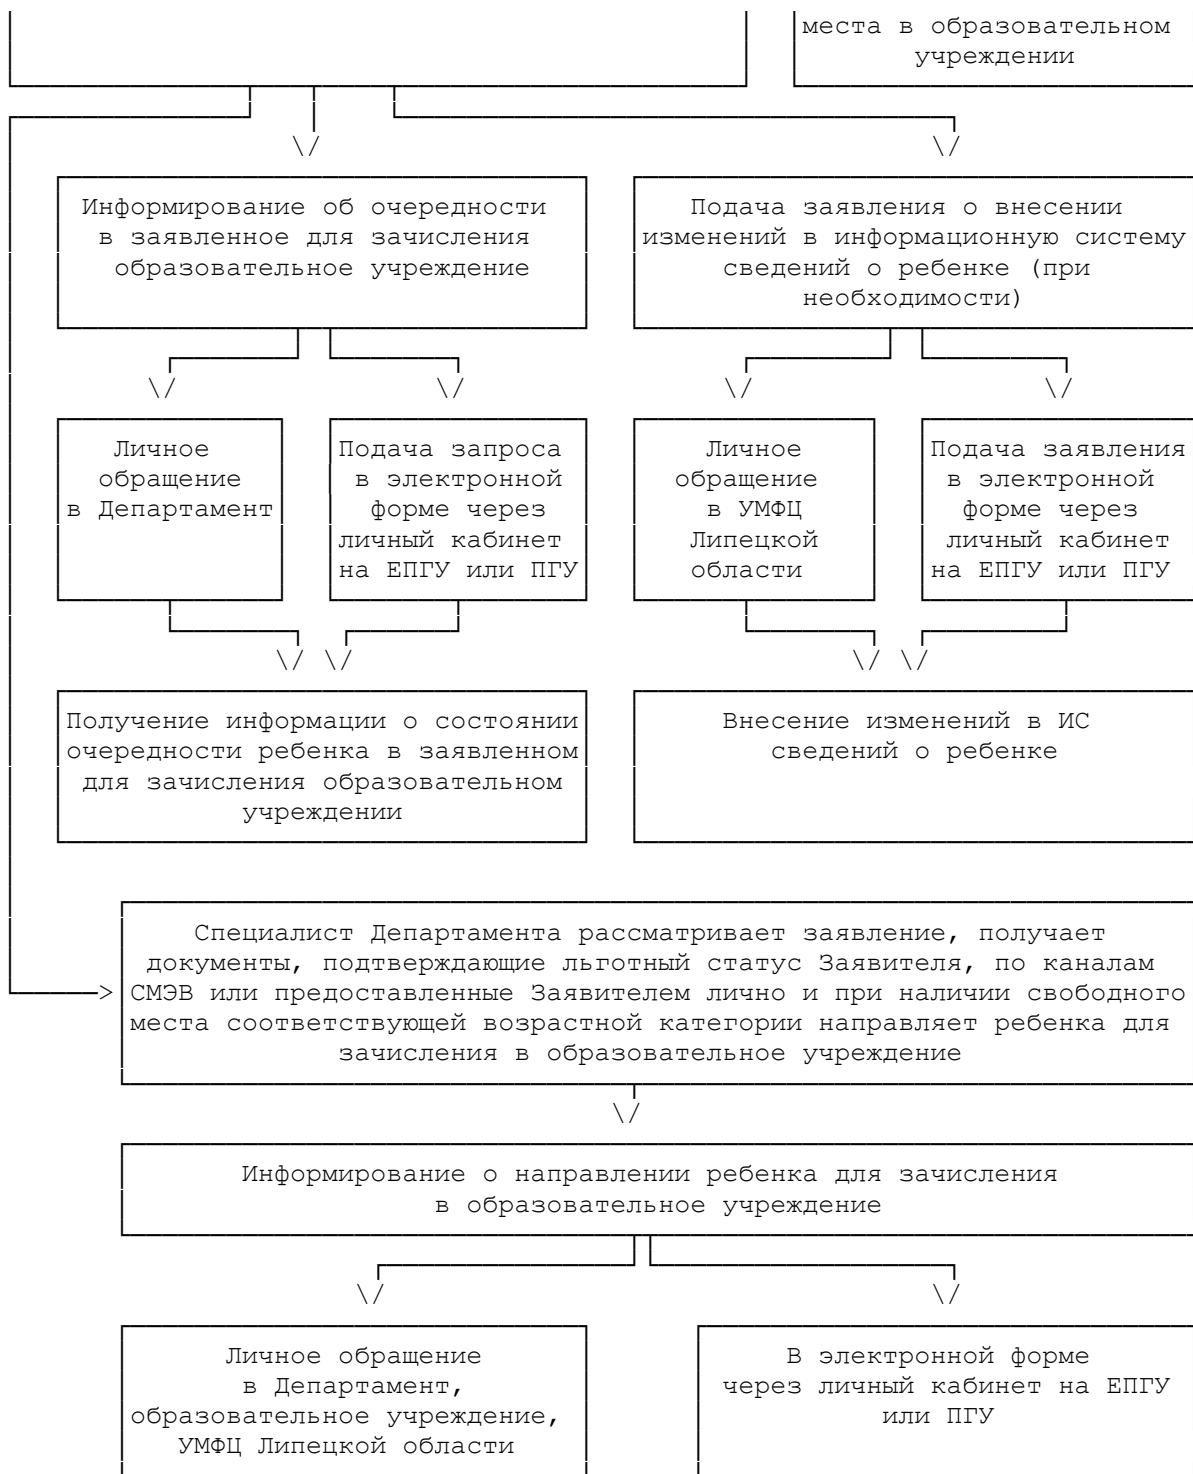 места в образовательном
учреждении
Информирование об очередности
в заявленное для зачисления
образовательное учреждение
Подача заявления о внесении
изменений в информационную систему
сведений о ребенке (при
необходимости)
Личное
обращение
в Департамент
Подача запроса
в электронной
форме через
личный кабинет
на ЕПГУ или ПГУ
Личное
обращение
в УМФЦ
Липецкой
области
Подача заявления
в электронной
форме через
личный кабинет
на ЕПГУ или ПГУ
Получение информации о состоянии
очередности ребенка в заявленном
для зачисления образовательном
учреждении
Внесение изменений в ИС
сведений о ребенке
Специалист Департамента рассматривает заявление, получает
документы, подтверждающие льготный статус Заявителя, по каналам
СМЭВ или предоставленные Заявителем лично и при наличии свободного
места соответствующей возрастной категории направляет ребенка для
зачисления в образовательное учреждение
Информирование о направлении ребенка для зачисления
в образовательное учреждение
Личное обращение
в Департамент,
образовательное учреждение,
УМФЦ Липецкой области
В электронной форме
через личный кабинет на ЕПГУ
или ПГУ